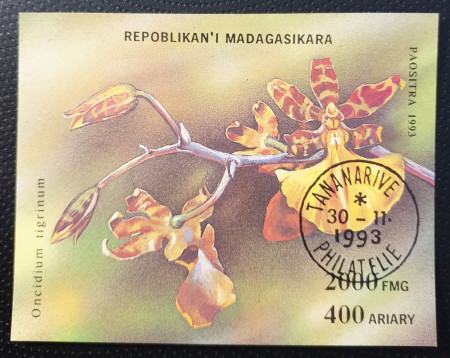 REPOBLIKAN'I MADAGASIKARA
PAOSITRA 1993
Oncidium tigrinum
TANANARIVE
*
30 - 11.
1993
PHILATELIE
2000 FMG
400 ARIARY